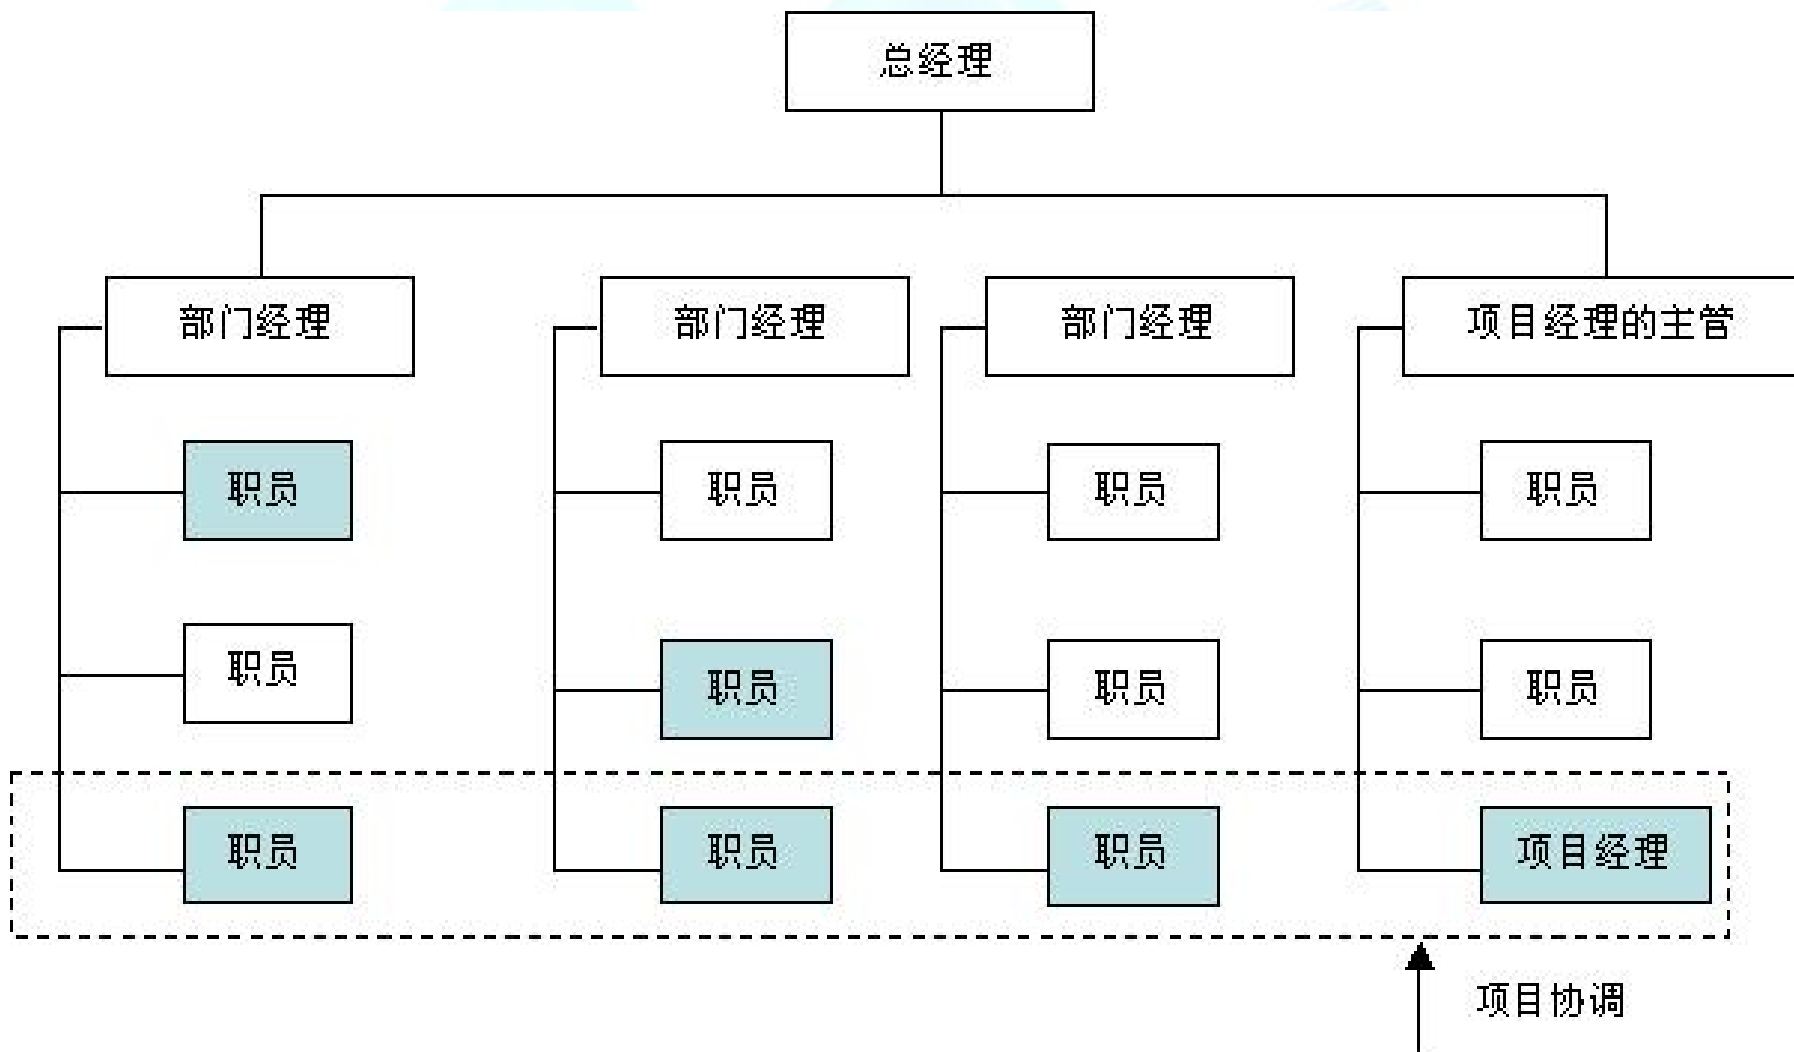 总经理
部门经理 部门经理 部门经理 项目经理的主管
职员 职员 职员 职员
职员 职员 职员 职员
职员 职员 职员 项目经理
项目协调